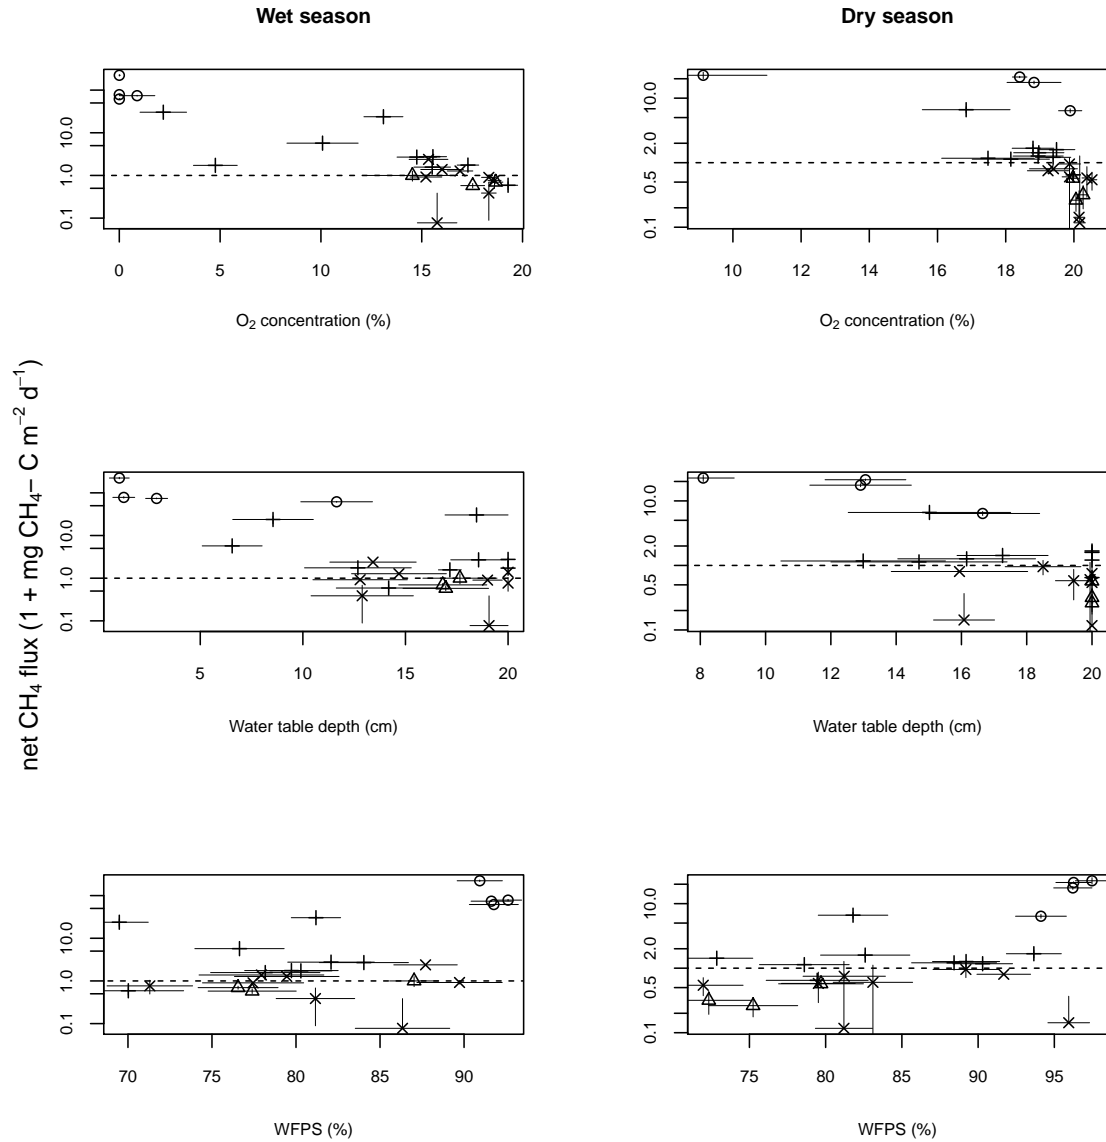 Wet season
Dry season
10.0
1.0
0.1
0 5 10 15 20
O₂ concentration (%)
10.0
2.0
0.5
0.1
10 12 14 16 18 20
O₂ concentration (%)
net CH₄ flux (1 + mg CH₄− C m⁻² d⁻¹)
10.0
1.0
0.1
5 10 15 20
Water table depth (cm)
10.0
2.0
0.5
0.1
8 10 12 14 16 18 20
Water table depth (cm)
10.0
1.0
0.1
70 75 80 85 90
WFPS (%)
10.0
2.0
0.5
0.1
75 80 85 90 95
WFPS (%)